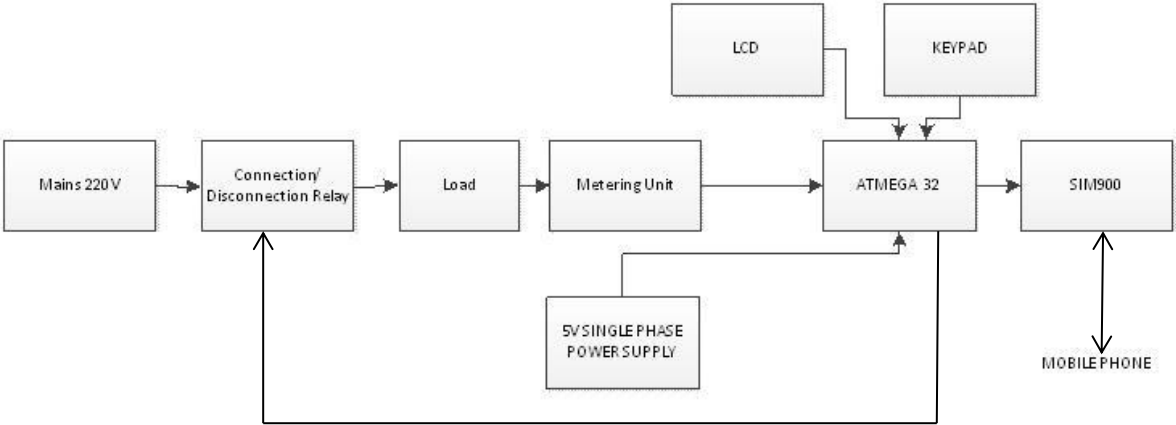 LCD
KEYPAD
Mains 220V
Connection/
Disconnection Relay
Load
Metering Unit
ATMEGA 32
SIM900
5V SINGLE PHASE
POWER SUPPLY
MOBILE PHONE